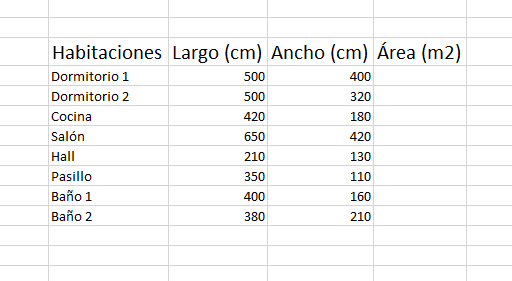 Habitaciones Largo (cm) Ancho (cm) Área (m2)
Dormitorio 1 500 400
Dormitorio 2 500 320
Cocina 420 180
Salón 650 420
Hall 210 130
Pasillo 350 110
Baño 1 400 160
Baño 2 380 210